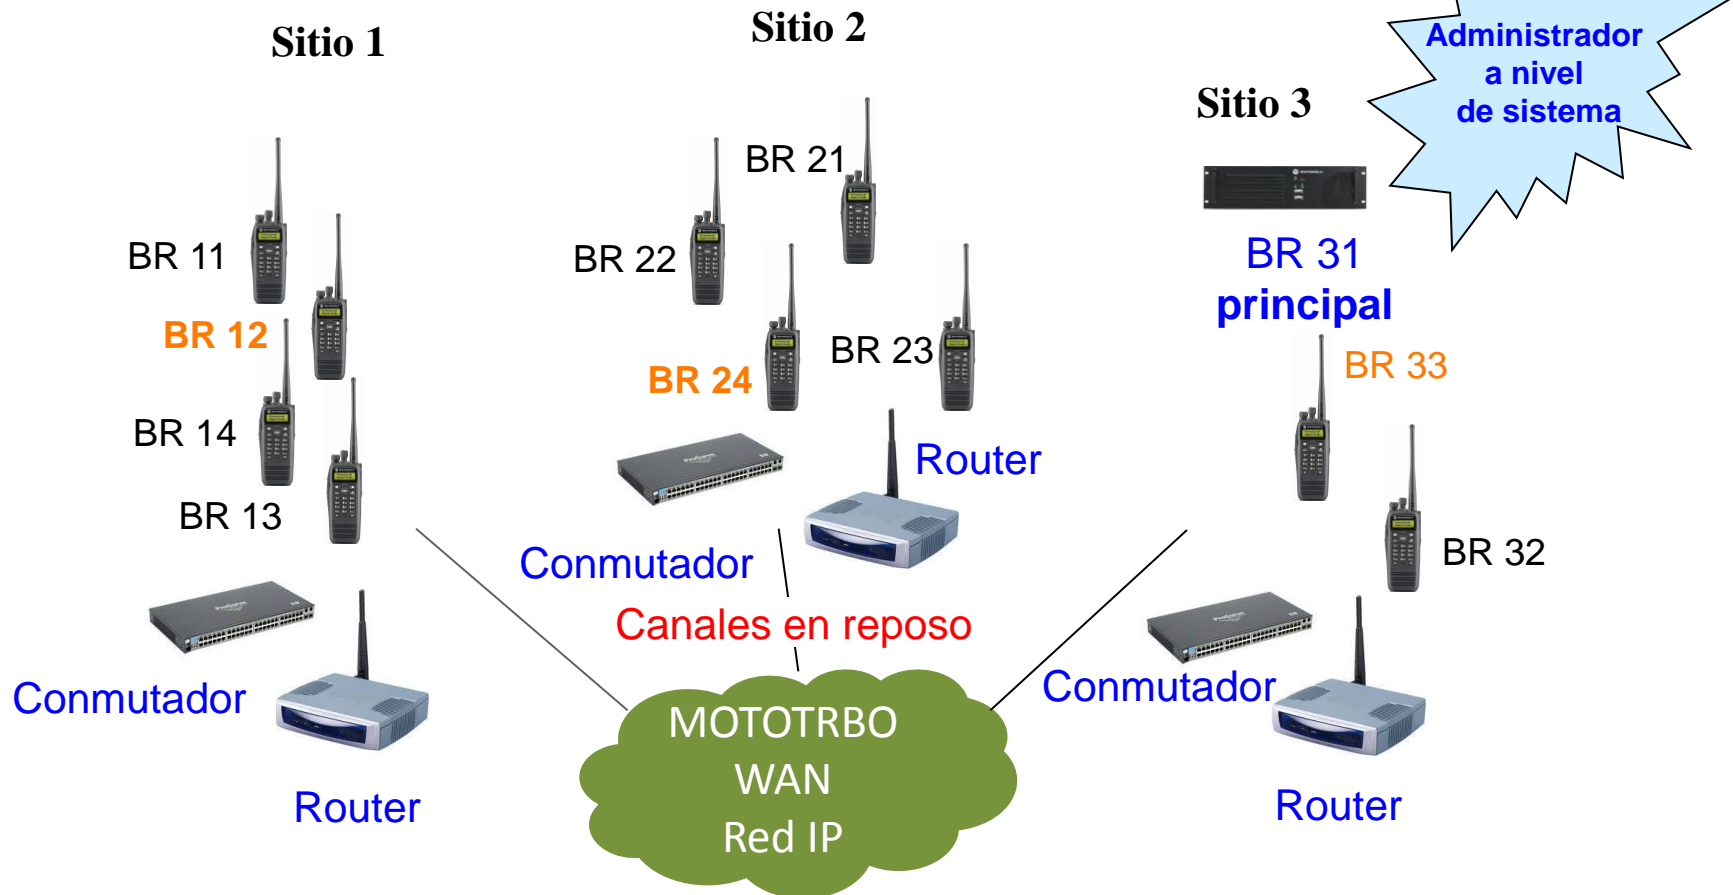 Sitio 1
Sitio 2
Sitio 3
Administrador
a nivel
de sistema
BR 11
BR 12
BR 14
BR 13
Conmutador
Router
BR 21
BR 22
BR 23
BR 24
Router
Conmutador
Canales en reposo
BR 31
principal
BR 33
BR 32
Conmutador
Router
MOTOTRBO
WAN
Red IP